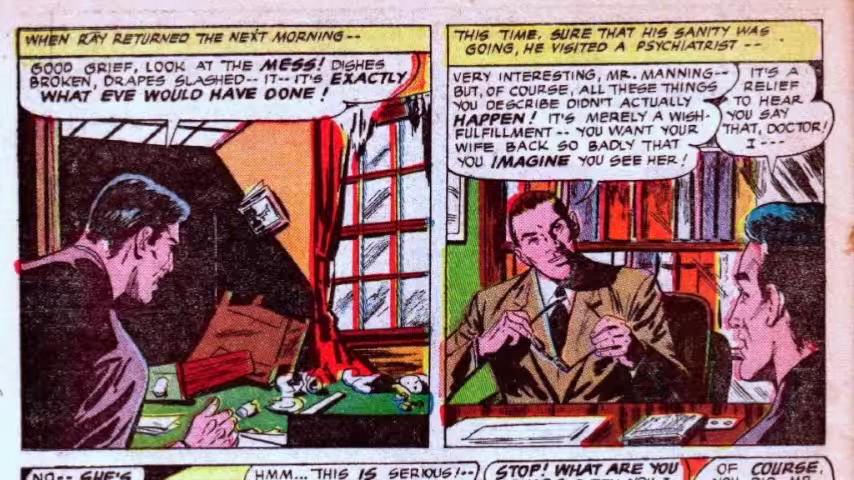 WHEN RAY RETURNED THE NEXT MORNING--
GOOD GRIEF, LOOK AT THE MESS! DISHES
BROKEN, DRAPES SLASHED-- IT-- IT'S EXACTLY
WHAT EVE WOULD HAVE DONE!
THIS TIME, SURE THAT HIS SANITY WAS
GOING, HE VISITED A PSYCHIATRIST --
VERY INTERESTING, MR. MANNING--
BUT, OF COURSE, ALL THESE THINGS
YOU DESCRIBE DIDN'T ACTUALLY
HAPPEN! IT'S MERELY A WISH-
FULFILLMENT -- YOU WANT YOUR
WIFE BACK SO BADLY THAT
YOU IMAGINE YOU SEE HER!
IT'S A
RELIEF
TO HEAR
YOU SAY
THAT, DOCTOR!
I ---
NO-- SHE'S
HMM... THIS IS SERIOUS!--
STOP! WHAT ARE YOU
OF COURSE,